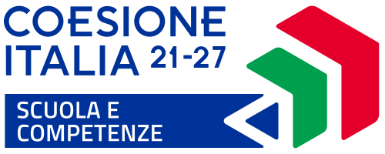 COESIONE
ITALIA 21-27
SCUOLA E
COMPETENZE